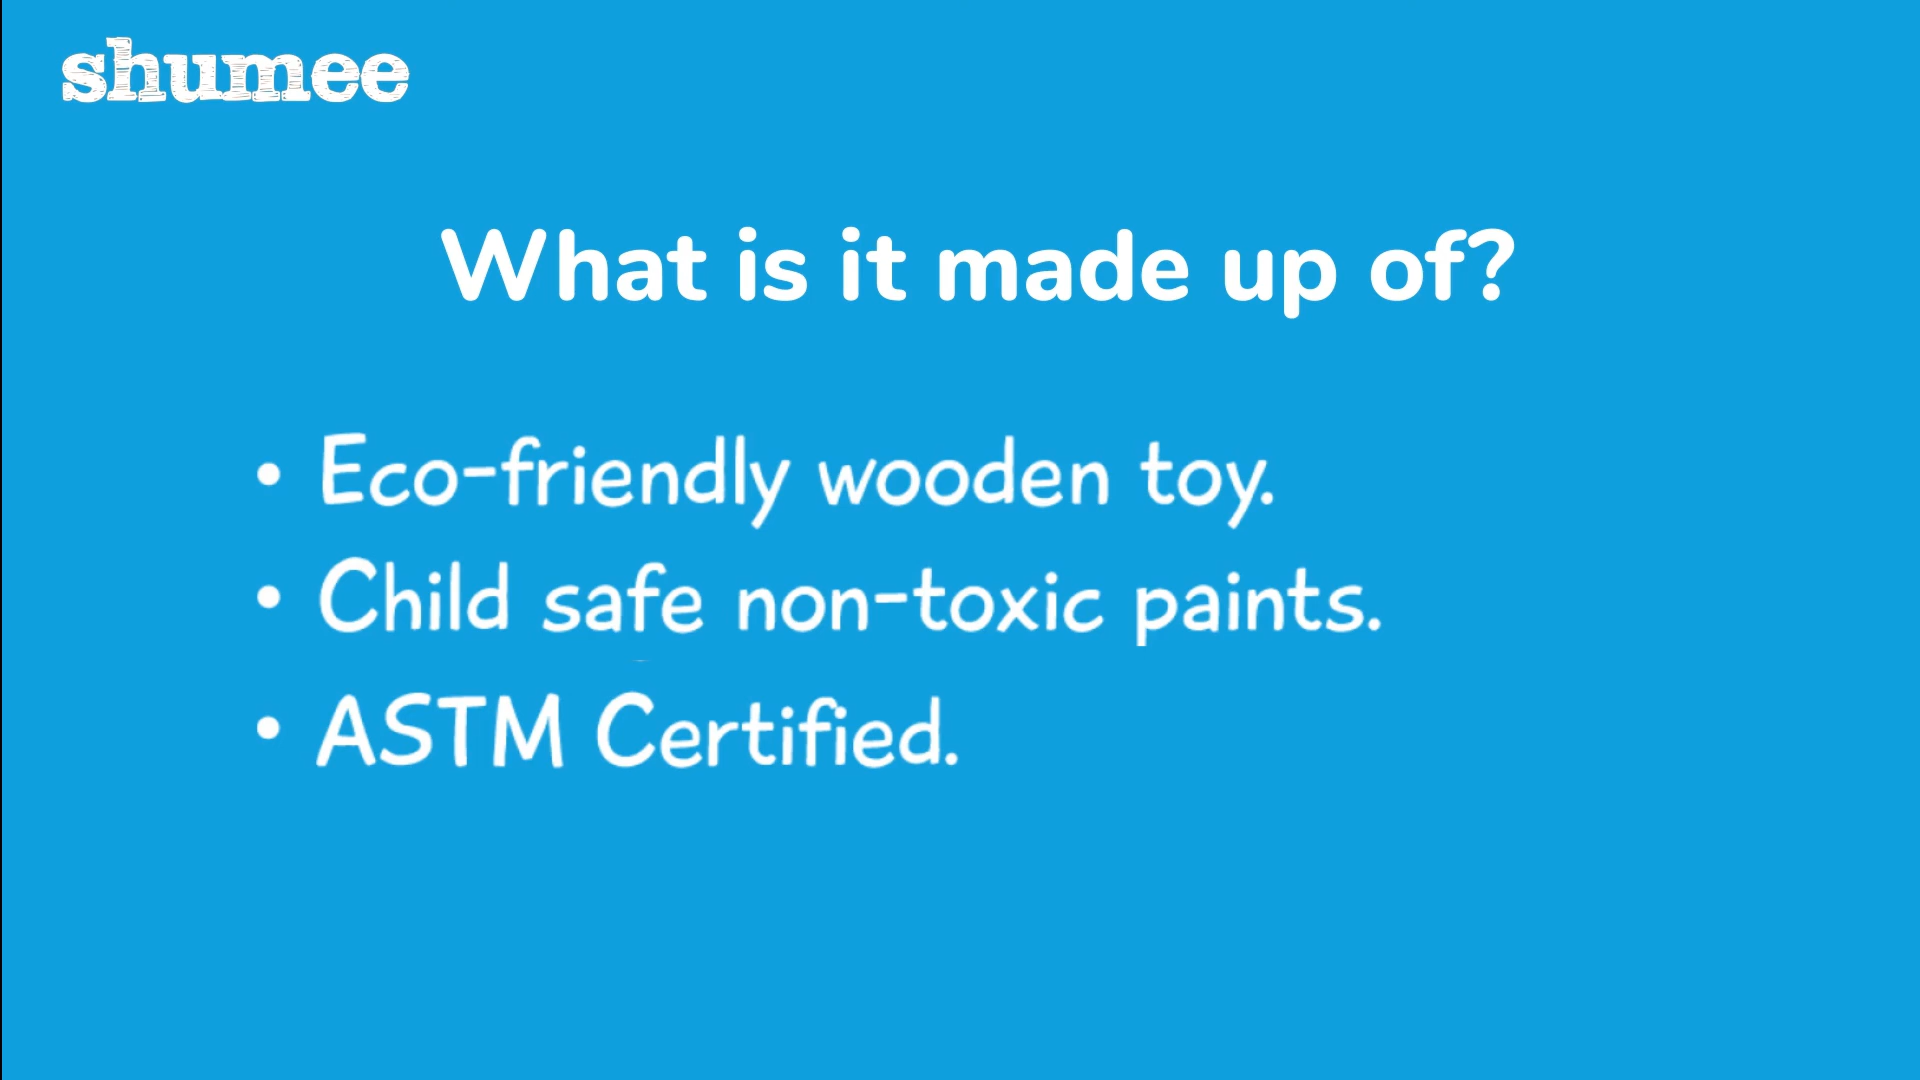 shumee
What is it made up of?
• Eco-friendly wooden toy.
• Child safe non-toxic paints.
• ASTM Certified.